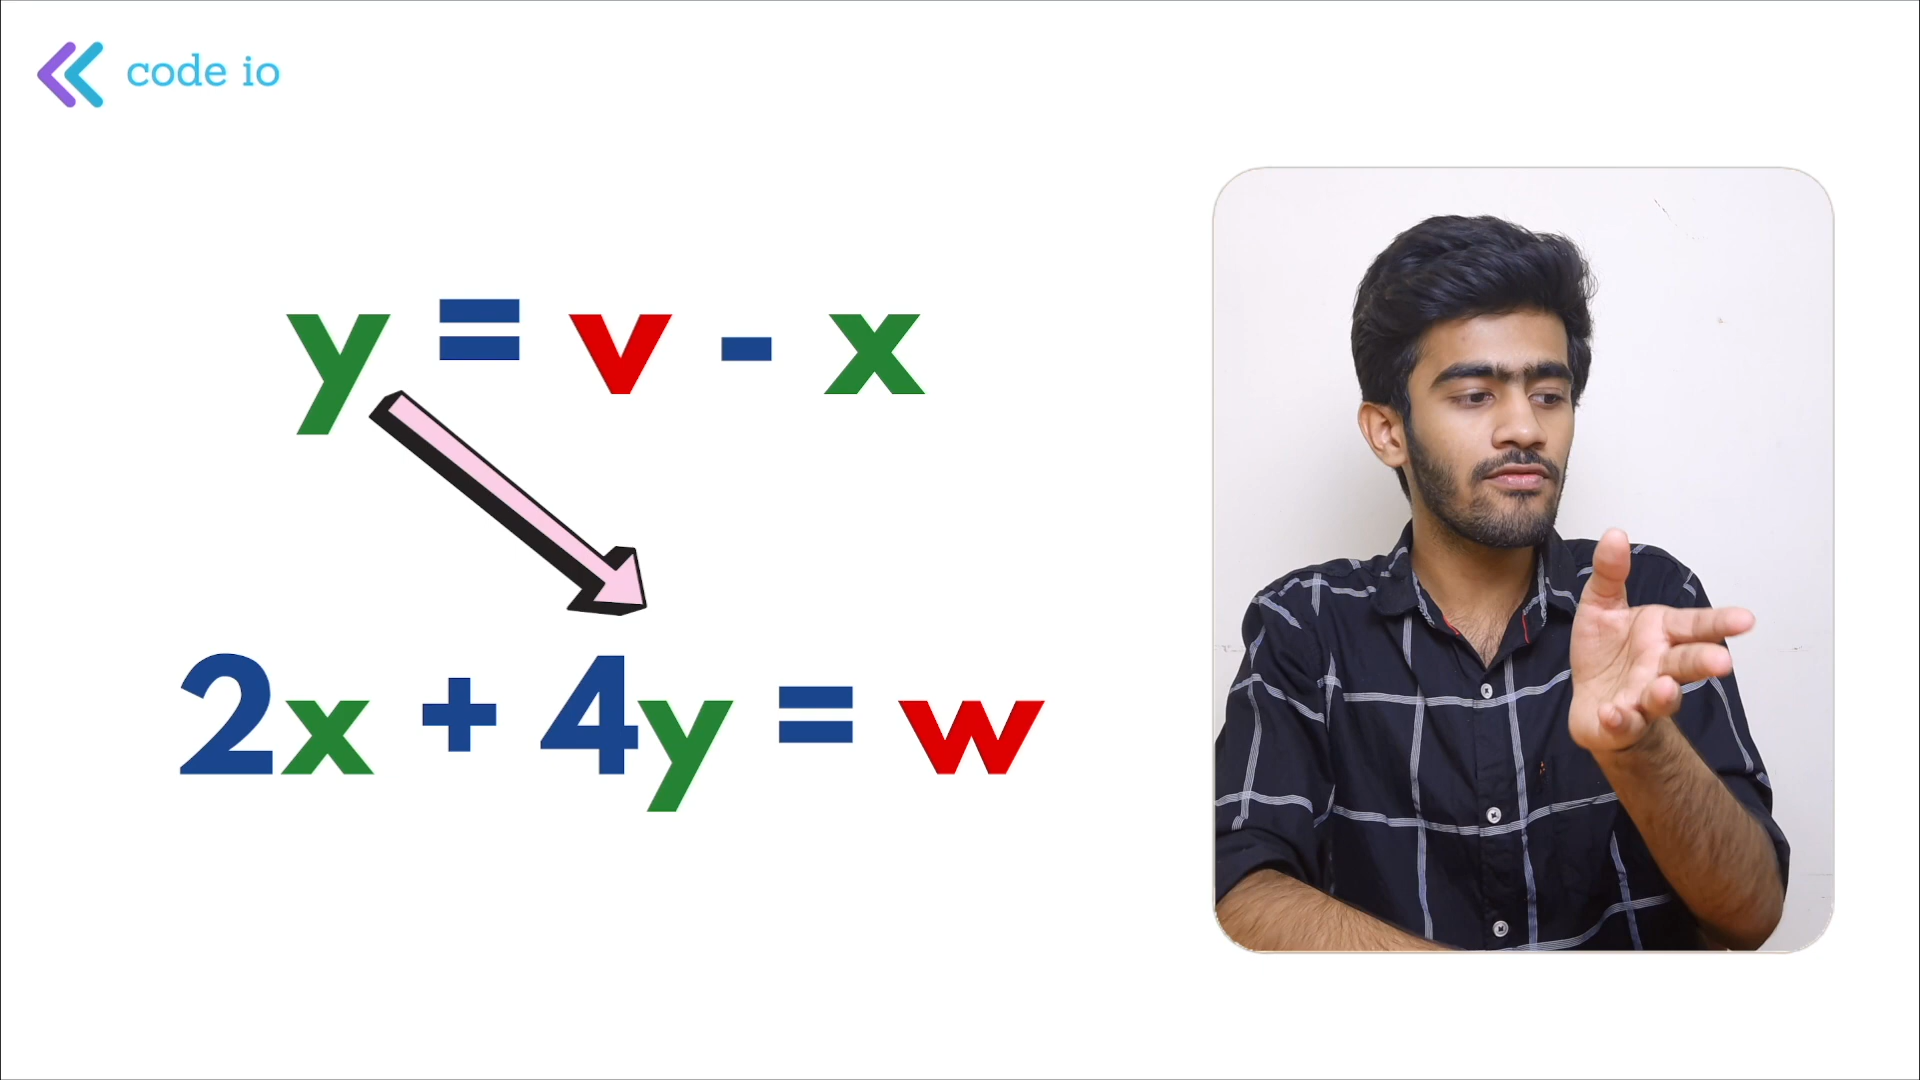 code io
y = v - x
2x + 4y = w